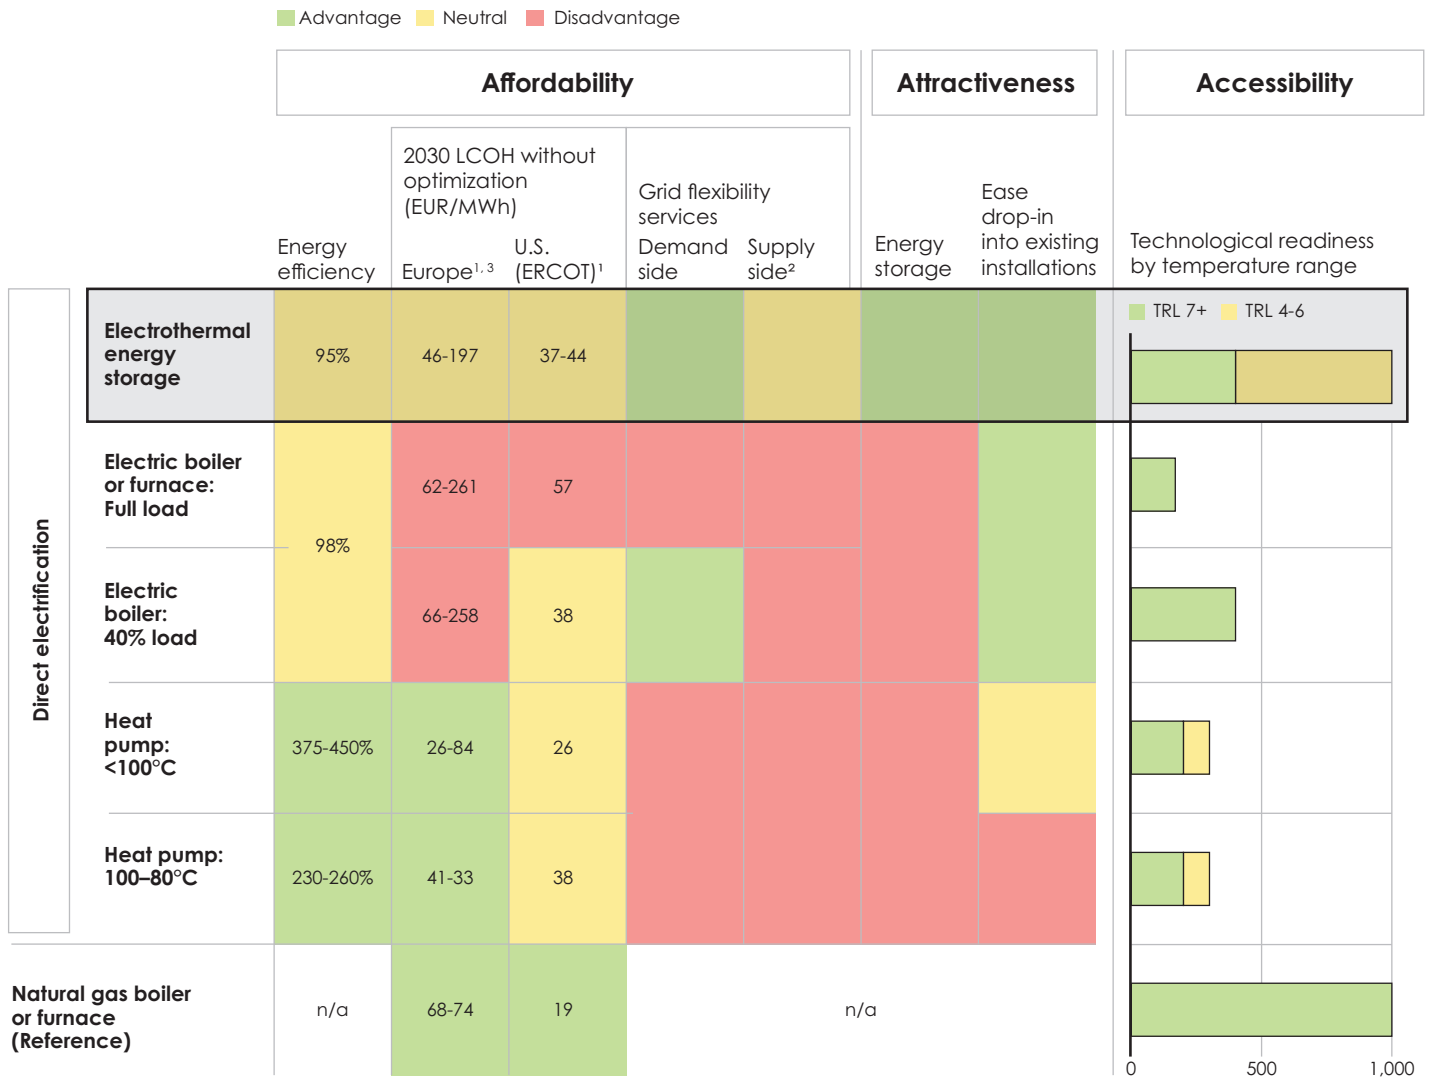 Advantage Neutral Disadvantage
Affordability
Attractiveness
Accessibility
2030 LCOH without
optimization
(EUR/MWh)
Grid flexibility
services
Energy
efficiency
Europe¹, ³
U.S.
(ERCOT)¹
Demand
side
Supply
side²
Energy
storage
Ease
drop-in
into existing
installations
Technological readiness
by temperature range
Direct electrification
Electrothermal
energy
storage
95%
46-197
37-44
TRL 7+ TRL 4-6
Electric boiler
or furnace:
Full load
98%
62-261
57
Electric
boiler:
40% load
66-258
38
Heat
pump:
<100°C
375-450%
26-84
26
Heat pump:
100–80°C
230-260%
41-33
38
Natural gas boiler
or furnace
(Reference)
n/a
68-74
19
n/a
0 500 1,000